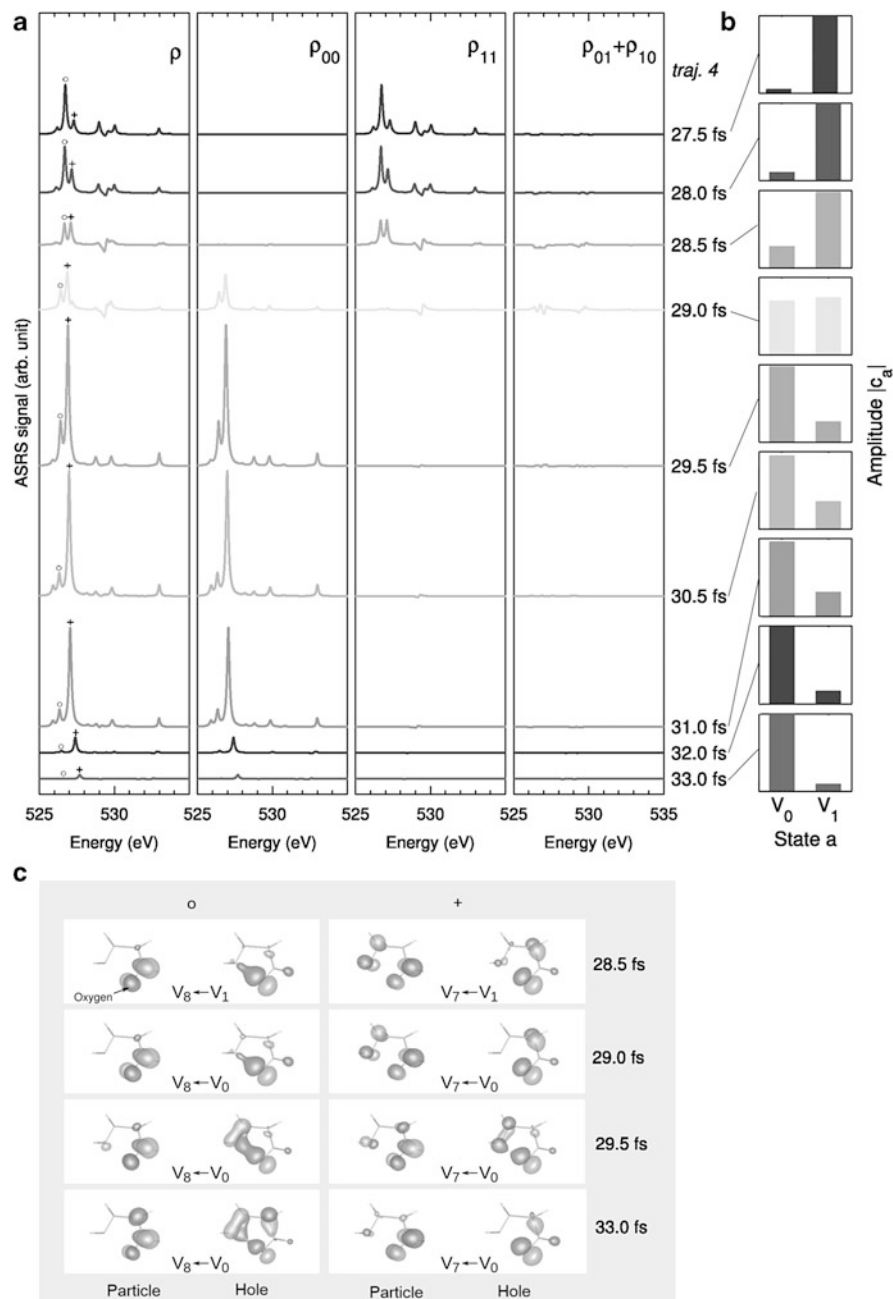 a
b
ρ
ρ00
ρ11
ρ01+ρ10
traj. 4
27.5 fs
28.0 fs
28.5 fs
29.0 fs
29.5 fs
30.5 fs
31.0 fs
32.0 fs
33.0 fs
ASRS signal (arb. unit)
Amplitude |ca|
525 530
525 530
525 530
525 530 535
Energy (eV)
Energy (eV)
Energy (eV)
Energy (eV)
V0 V1
State a
c
o
+
Oxygen
V8←V1
V7←V1
28.5 fs
V8←V0
V7←V0
29.0 fs
V8←V0
V7←V0
29.5 fs
V8←V0
V7←V0
33.0 fs
Particle Hole Particle Hole